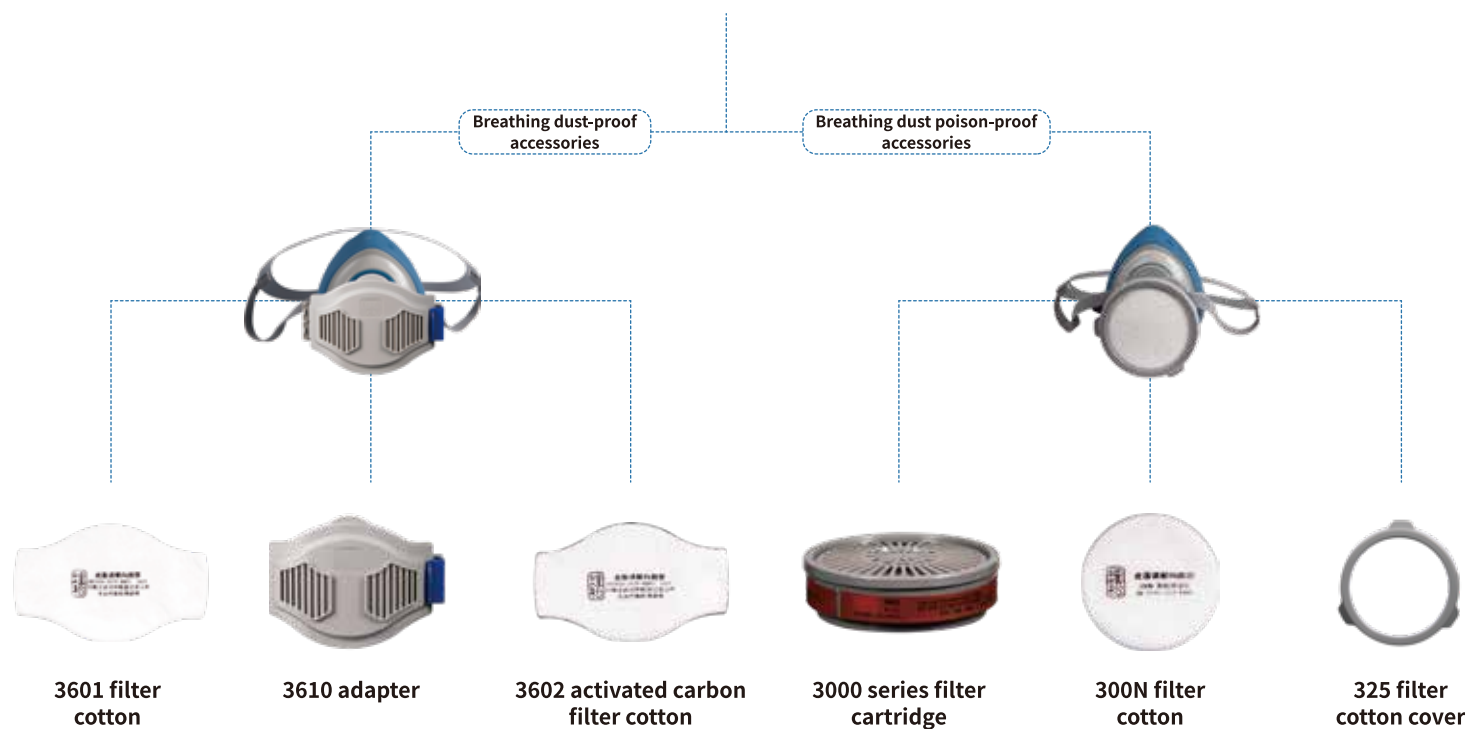 Breathing dust-proof
accessories
Breathing dust poison-proof
accessories
3601 filter
cotton
3610 adapter
3602 activated carbon
filter cotton
3000 series filter
cartridge
300N filter
cotton
325 filter
cotton cover